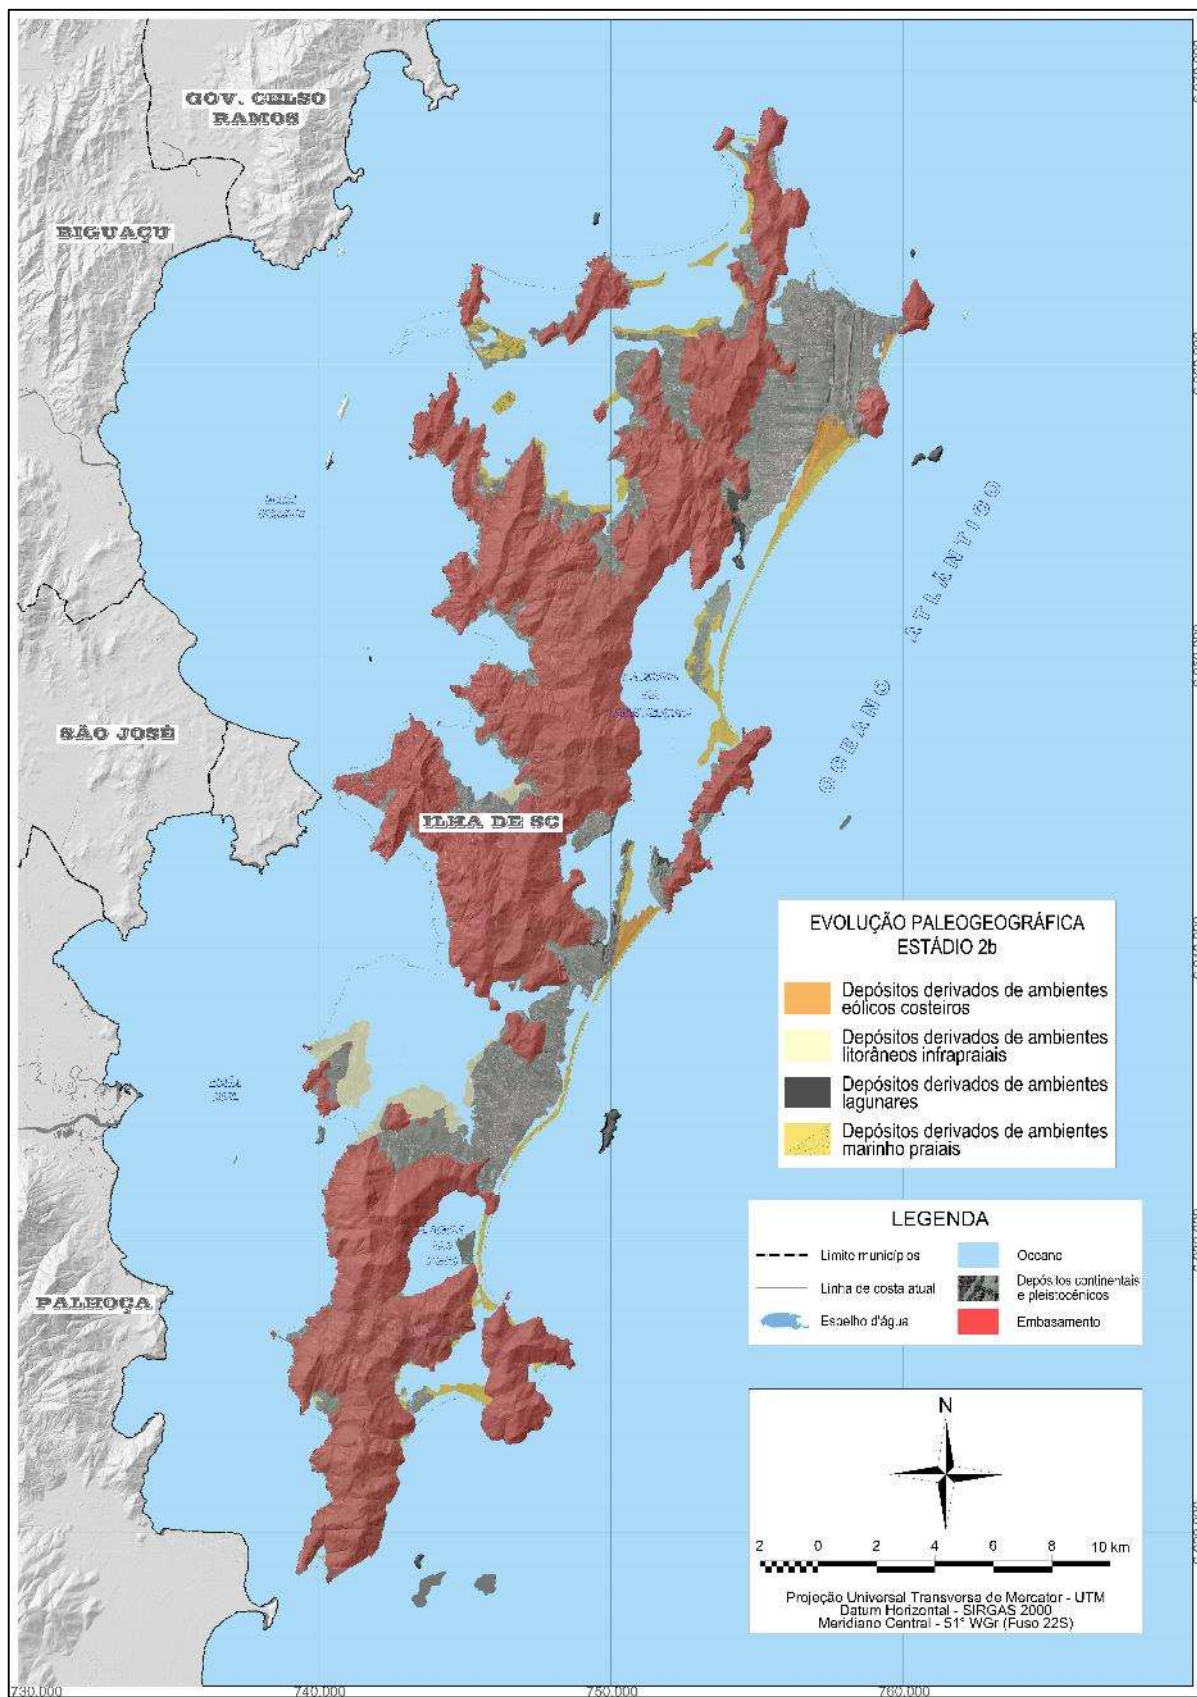 GOV. CELSO
RAMOS
BIGUAÇU
OCEANO ATLÂNTICO
SÃO JOSÉ
ILHA DE SC
PALHOÇA
EVOLUÇÃO PALEOGEOGRÁFICA
ESTÁDIO 2b
Depósitos derivados de ambientes
eólicos costeiros
Depósitos derivados de ambientes
litorâneos infrapraiais
Depósitos derivados de ambientes
lagunares
Depósitos derivados de ambientes
marinho praiais
LEGENDA
Limite municípios
Oceano
Linha de costa atual
Depósitos continentais
e pleistocênicos
Espelho d'água
Embasamento
N
2 0 2 4 6 8 10 km
Projeção Universal Transversa de Mercator - UTM
Datum Horizontal - SIRGAS 2000
Meridiano Central - 51° WGr (Fuso 22S)
730.000 740.000 750.000 760.000